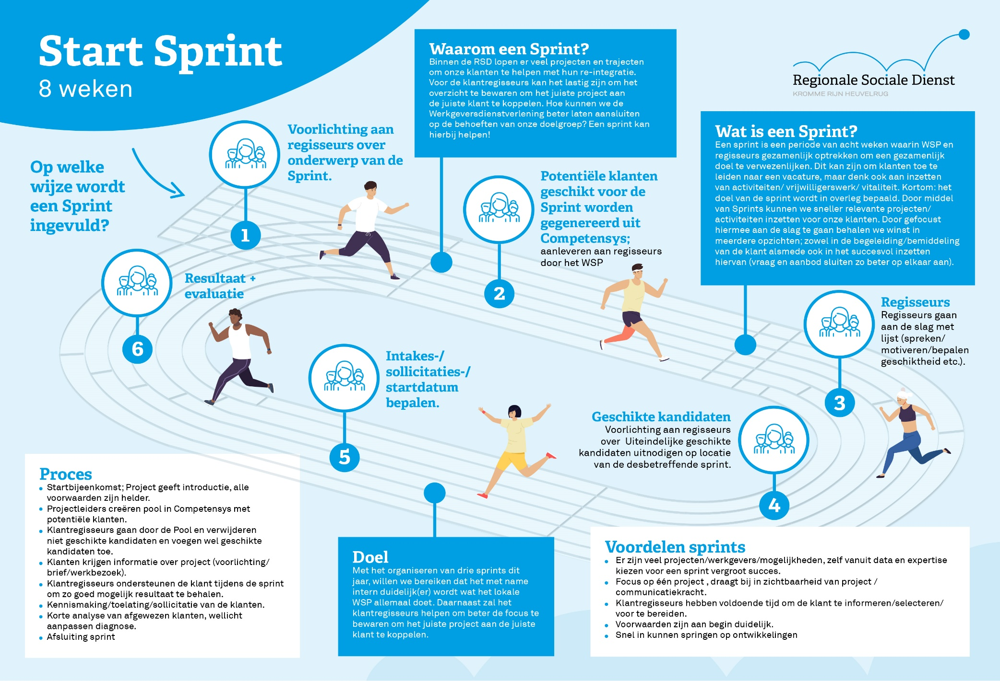 Start Sprint
8 weken
Waarom een Sprint?
Binnen de RSD lopen er veel projecten en trajecten
om onze klanten te helpen met hun re-integratie.
Voor de klantregisseurs kan het lastig zijn om het
overzicht te bewaren om het juiste project aan
de juiste klant te koppelen. Hoe kunnen we de
Werkgeversdienstverlening beter laten aansluiten
op de behoeften van onze doelgroep? Een sprint kan
hierbij helpen!
Regionale Sociale Dienst
KROMME RIJN HEUVELRUG
Wat is een Sprint?
Een sprint is een periode van acht weken waarin WSP en
regisseurs gezamenlijk optrekken om een gezamenlijk
doel te verwezenlijken. Dit kan zijn om klanten toe te
leiden naar een vacature, maar denk ook aan inzetten
van activiteiten/ vrijwilligerswerk/ vitaliteit. Kortom: het
doel van de sprint wordt in overleg bepaald. Door middel
van Sprints kunnen we sneller relevante projecten/
activiteiten inzetten voor onze klanten. Door gefocust
hiermee aan de slag te gaan behalen we winst in
meerdere opzichten; zowel in de begeleiding/bemiddeling
van de klant alsmede ook in het succesvol inzetten
hiervan (vraag en aanbod sluiten zo beter op elkaar aan).
Op welke
wijze wordt
een Sprint
ingevuld?
Voorlichting aan
regisseurs over
onderwerp van de
Sprint.
1
Potentiële klanten
geschikt voor de
Sprint worden
gegenereerd uit
Competensys;
aanleveren aan regisseurs
door het WSP
2
Regisseurs
Regisseurs gaan
aan de slag met
lijst (spreken/
motiveren/bepalen
geschiktheid etc.).
3
Geschikte kandidaten
Voorlichting aan regisseurs
over  Uiteindelijke geschikte
kandidaten uitnodigen op locatie
van de desbetreffende sprint.
4
Intakes-/
sollicitaties-/
startdatum
bepalen.
5
Resultaat +
evaluatie
6
Proces
• Startbijeenkomst; Project geeft introductie, alle
voorwaarden zijn helder.
• Projectleiders creëren pool in Competensys met
potentiële klanten.
• Klantregisseurs gaan door de Pool en verwijderen
niet geschikte kandidaten en voegen wel geschikte
kandidaten toe.
• Klanten krijgen informatie over project (voorlichting/
brief/werkbezoek).
• Klantregisseurs ondersteunen de klant tijdens de sprint
om zo goed mogelijk resultaat te behalen.
• Kennismaking/toelating/sollicitatie van de klanten.
• Korte analyse van afgewezen klanten, wellicht
aanpassen diagnose.
• Afsluiting sprint
Doel
Met het organiseren van drie sprints dit
jaar, willen we bereiken dat het met name
intern duidelijk(er) wordt wat het lokale
WSP allemaal doet. Daarnaast zal het
klantregisseurs helpen om beter de focus te
bewaren om het juiste project aan de juiste
klant te koppelen.
Voordelen sprints
• Er zijn veel projecten/werkgevers/mogelijkheden, zelf vanuit data en expertise
kiezen voor een sprint vergroot succes.
• Focus op één project , draagt bij in zichtbaarheid van project /
communicatiekracht.
• Klantregisseurs hebben voldoende tijd om de klant te informeren/selecteren/
voor te bereiden.
• Voorwaarden zijn aan begin duidelijk.
• Snel in kunnen springen op ontwikkelingen